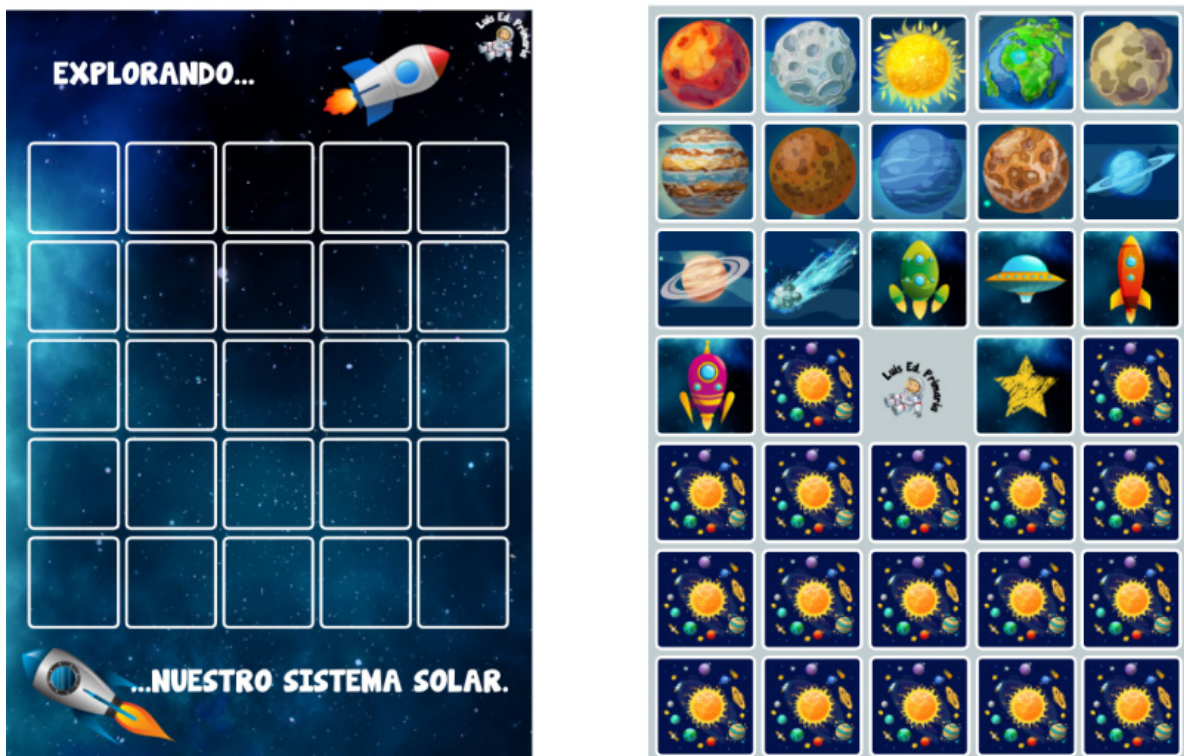 Luis Ed. Primaria
EXPLORANDO...
...NUESTRO SISTEMA SOLAR.
Luis Ed. Primaria